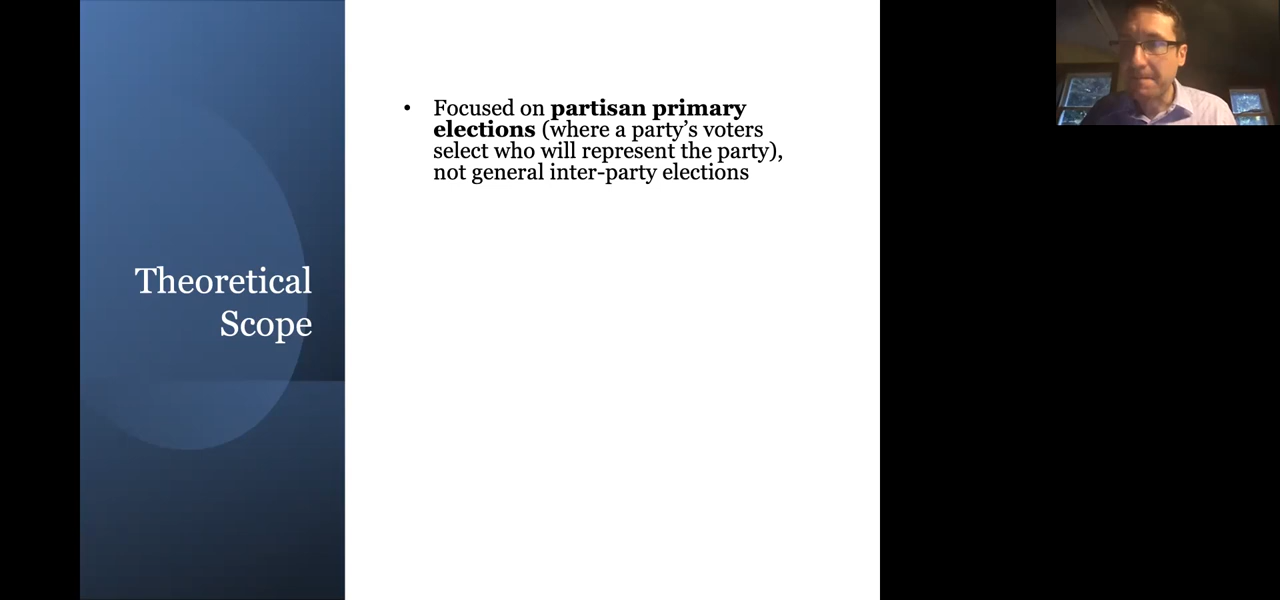 Theoretical
Scope
• Focused on partisan primary
elections (where a party’s voters
select who will represent the party),
not general inter-party elections